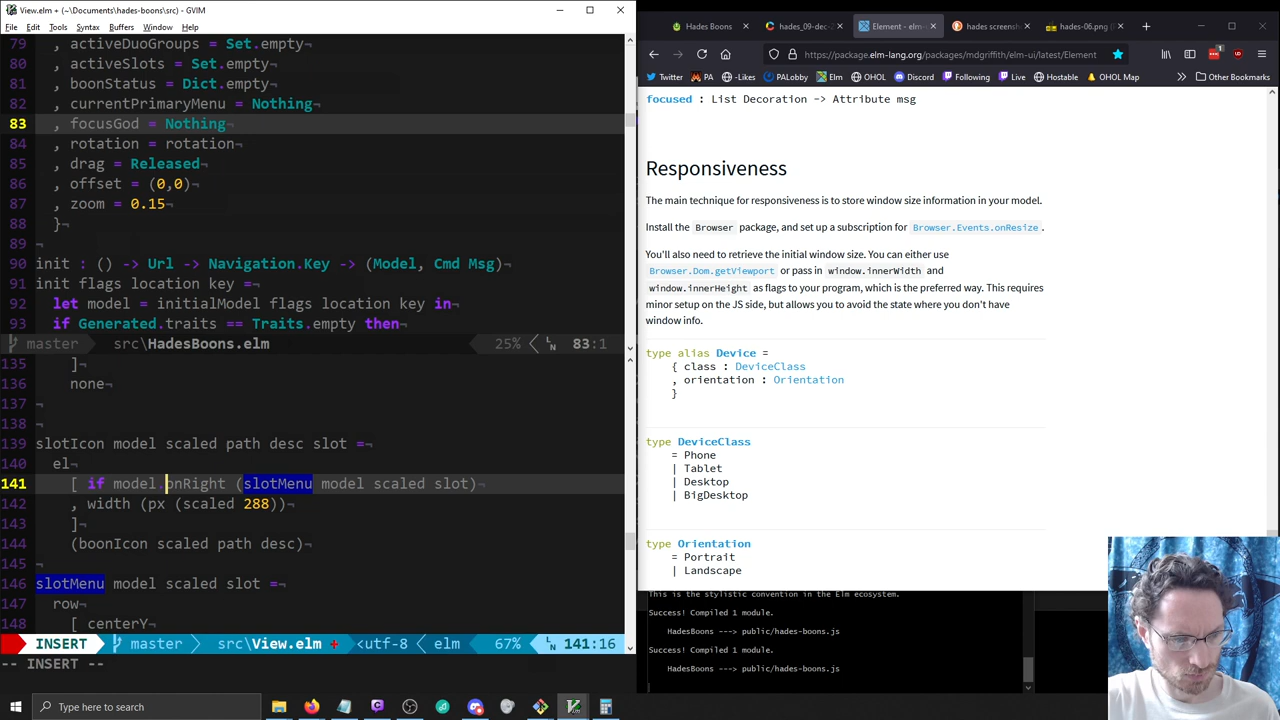 View.elm + (~\Documents\hades-boons\src) - GVIM
File Edit Tools Syntax Buffers Window Help
79 , activeDuoGroups = Set.empty¬
80 , activeSlots = Set.empty¬
81 , boonStatus = Dict.empty¬
82 , currentPrimaryMenu = Nothing¬
83 , focusGod = Nothing¬
84 , rotation = rotation¬
85 , drag = Released¬
86 , offset = (0,0)¬
87 , zoom = 0.15¬
88 }¬
89 ¬
90 init : () -> Url -> Navigation.Key -> (Model, Cmd Msg)¬
91 init flags location key =¬
92 let model = initialModel flags location key in¬
93 if Generated.traits == Traits.empty then¬
master src\HadesBoons.elm 25% LN 83:1
135 ]¬
136 none¬
137 ¬
138 ¬
139 slotIcon model scaled path desc slot =¬
140 el¬
141 [ if model.onRight (slotMenu model scaled slot)¬
142 , width (px (scaled 288))¬
143 ]¬
144 (boonIcon scaled path desc)¬
145 ¬
146 slotMenu model scaled slot =¬
147 row¬
148 [ centerY¬
INSERT master src\View.elm + <utf-8 elm 67% LN 141:16
-- INSERT --
Hades Boons hades_09-dec-2 Element - elm- hades screensh hades-06.png (
https://package.elm-lang.org/packages/mdgriffith/elm-ui/latest/Element
Twitter PA -Likes PALobby Elm OHOL Discord Following Live Hosted OHOL Map Other Bookmarks
focused : List Decoration -> Attribute msg
Responsiveness
The main technique for responsiveness is to store window size information in your model.
Install the Browser package, and set up a subscription for Browser.Events.onResize.
You'll also need to retrieve the initial window size. You can either use
Browser.Dom.getViewport or pass in window.innerWidth and
window.innerHeight as flags to your program, which is the preferred way. This requires
minor setup on the JS side, but allows you to avoid the state where you don't have
window info.
type alias Device =
{ class : DeviceClass
, orientation : Orientation
}
type DeviceClass
= Phone
| Tablet
| Desktop
| BigDesktop
type Orientation
= Portrait
| Landscape
This is the stylistic convention in the Elm ecosystem.
Success! Compiled 1 module.
HadesBoons ---> public/hades-boons.js
Success! Compiled 1 module.
HadesBoons ---> public/hades-boons.js
Type here to search